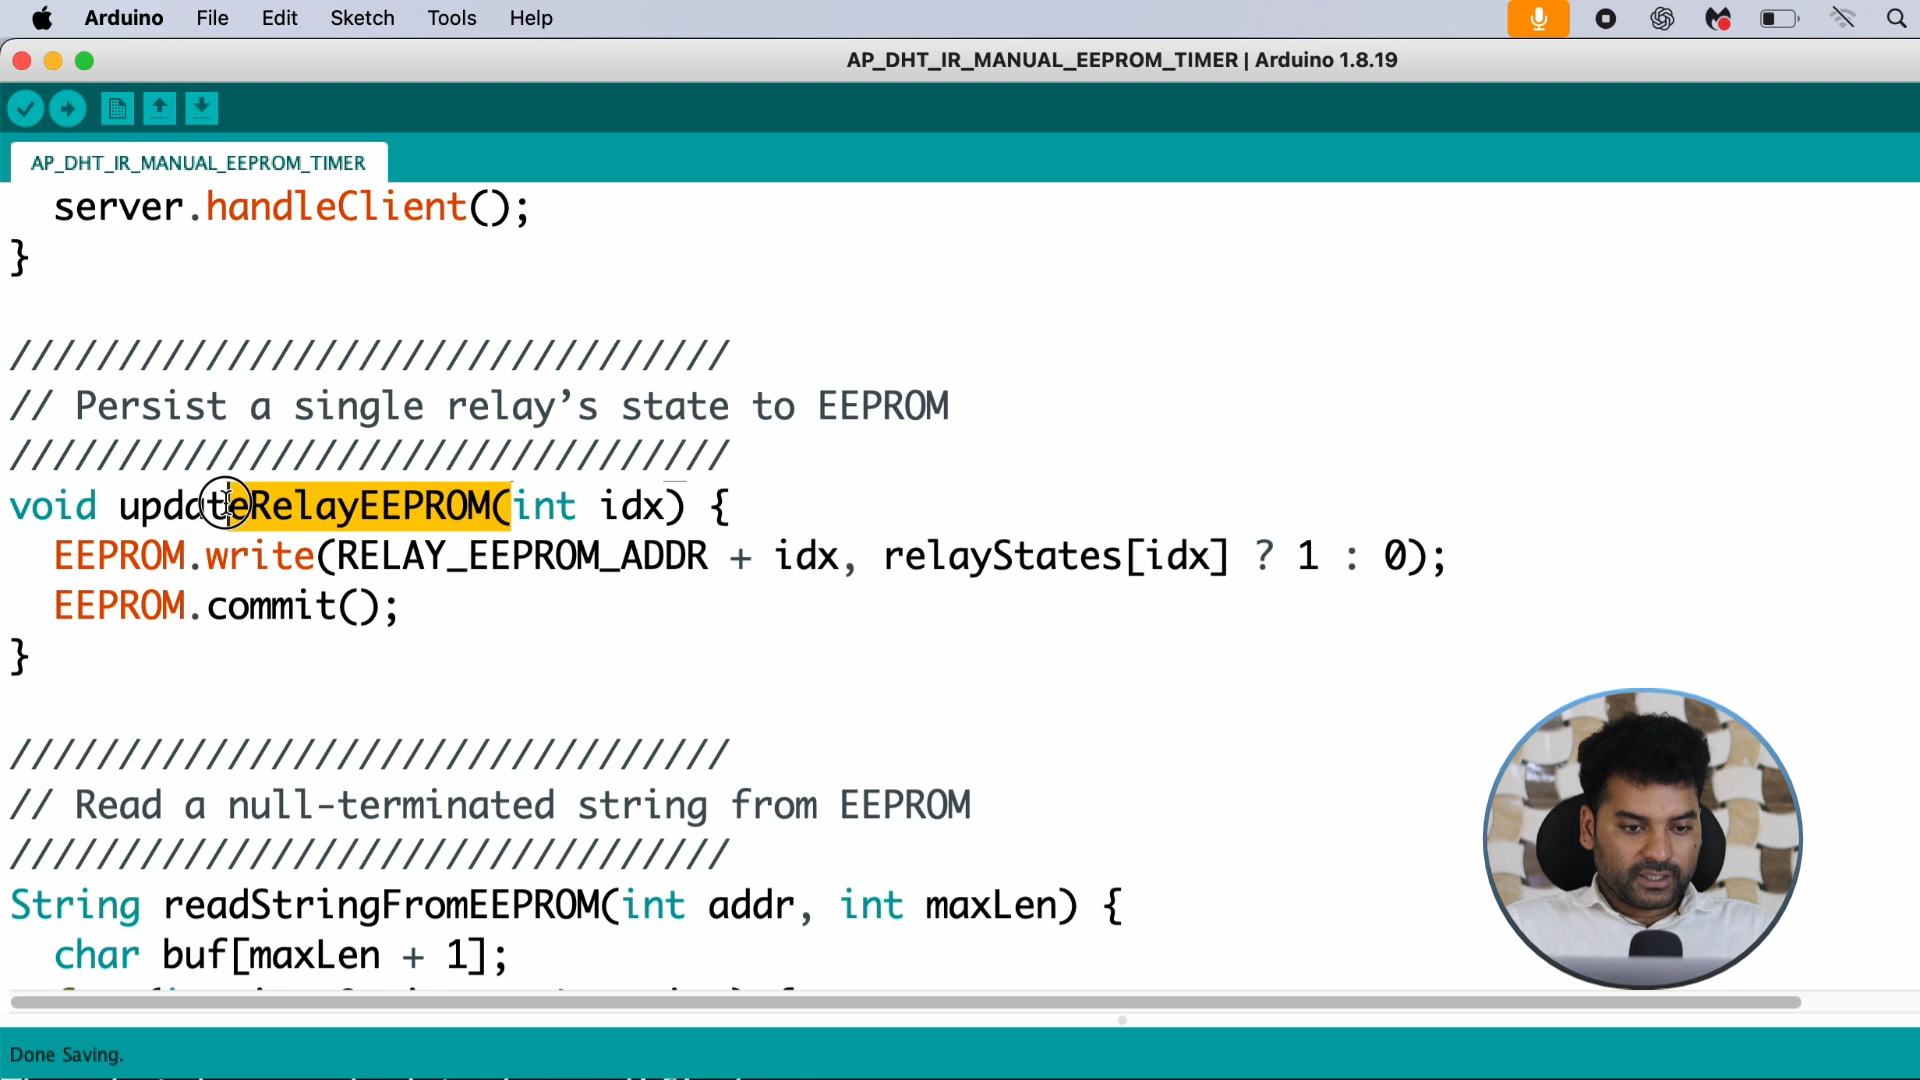 Arduino File Edit Sketch Tools Help
AP_DHT_IR_MANUAL_EEPROM_TIMER | Arduino 1.8.19
AP_DHT_IR_MANUAL_EEPROM_TIMER
server.handleClient();
}
/////////////////////////////////
// Persist a single relay’s state to EEPROM
/////////////////////////////////
void updateRelayEEPROM(int idx) {
EEPROM.write(RELAY_EEPROM_ADDR + idx, relayStates[idx] ? 1 : 0);
EEPROM.commit();
}
/////////////////////////////////
// Read a null-terminated string from EEPROM
/////////////////////////////////
String readStringFromEEPROM(int addr, int maxLen) {
char buf[maxLen + 1];
Done Saving.